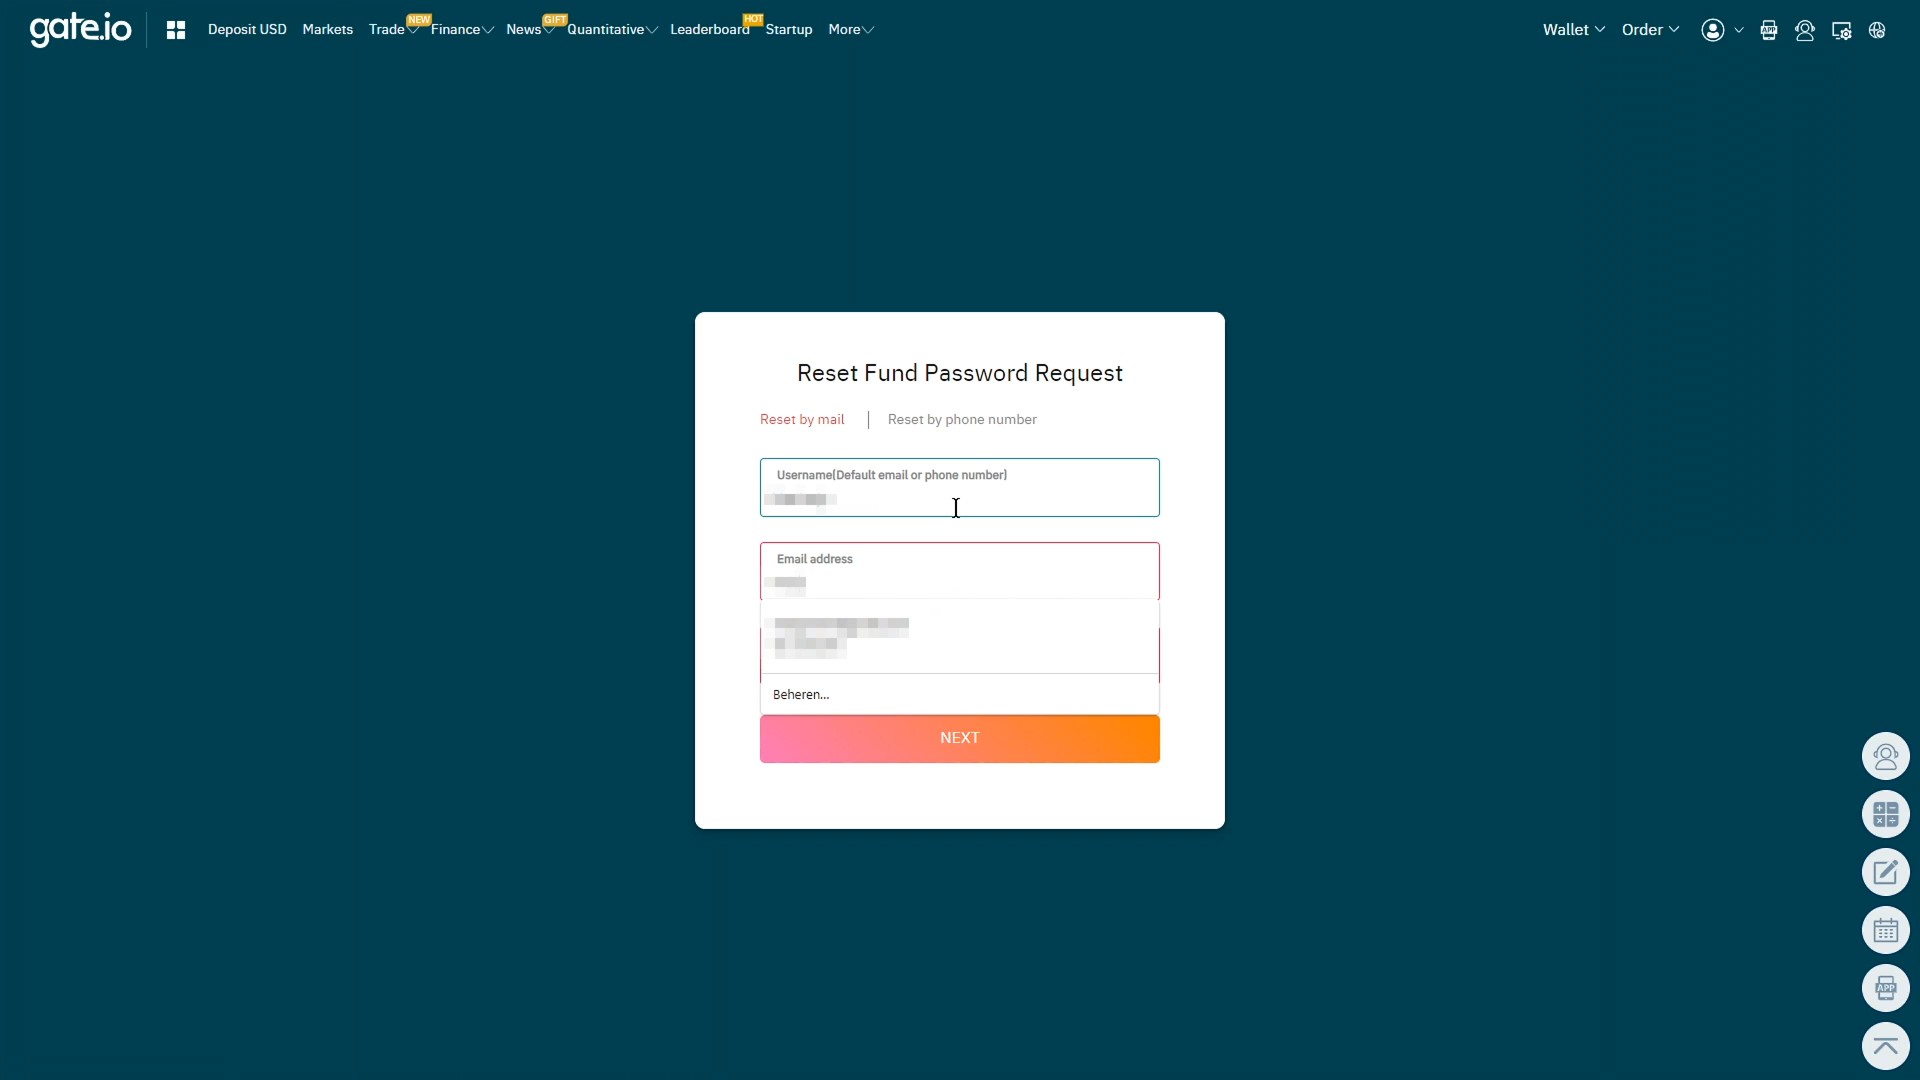 gate.io
Deposit USD Markets Trade NEW Finance News GIFT Quantitative Leaderboard HOT Startup More
Wallet Order APP
Reset Fund Password Request
Reset by mail | Reset by phone number
Username(Default email or phone number)
Email address
Beheren...
NEXT
APP